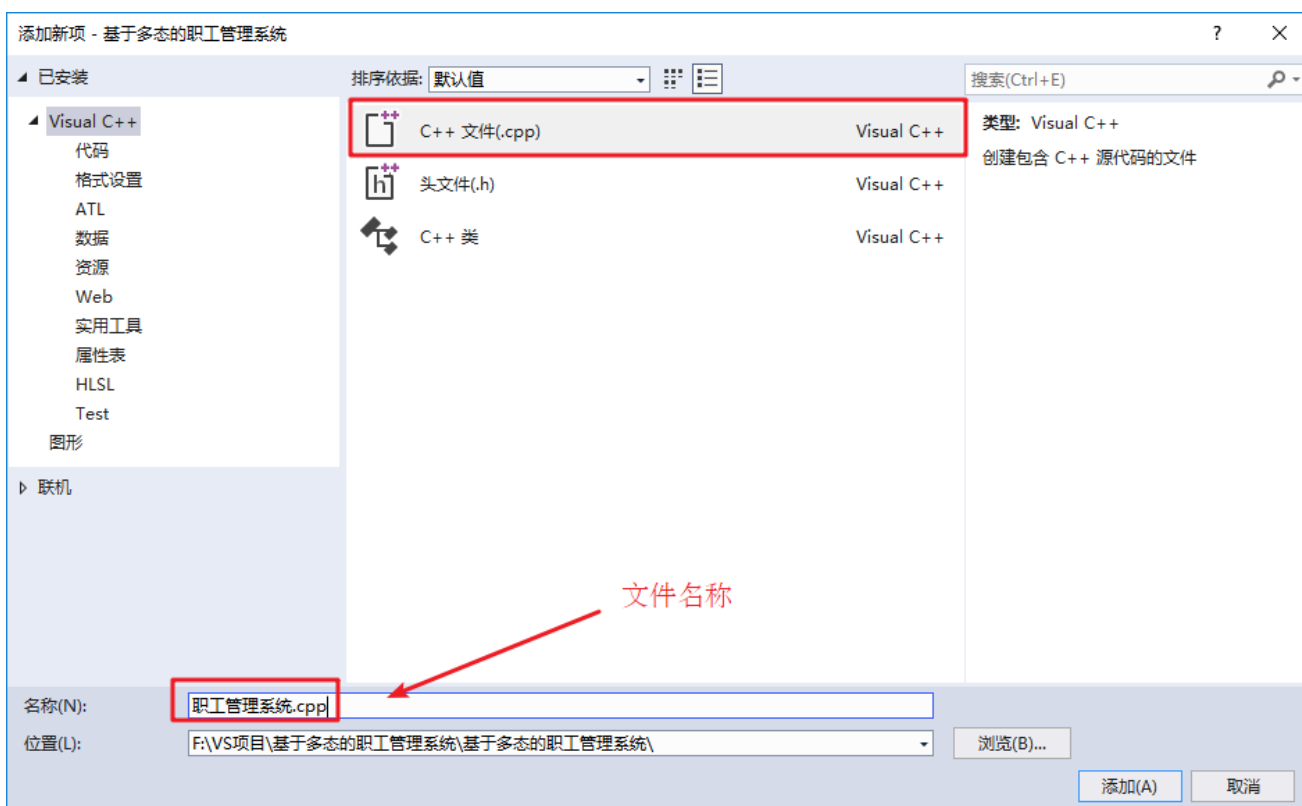 添加新项 - 基于多态的职工管理系统 ?
已安装
排序依据: 默认值
搜索(Ctrl+E)
Visual C++
代码
格式设置
ATL
数据
资源
Web
实用工具
属性表
HLSL
Test
图形
联机
C++ 文件(.cpp) Visual C++
头文件(.h) Visual C++
C++ 类 Visual C++
类型: Visual C++
创建包含 C++ 源代码的文件
文件名称
名称(N): 职工管理系统.cpp
位置(L): F:\VS项目\基于多态的职工管理系统\基于多态的职工管理系统\ 浏览(B)...
添加(A) 取消